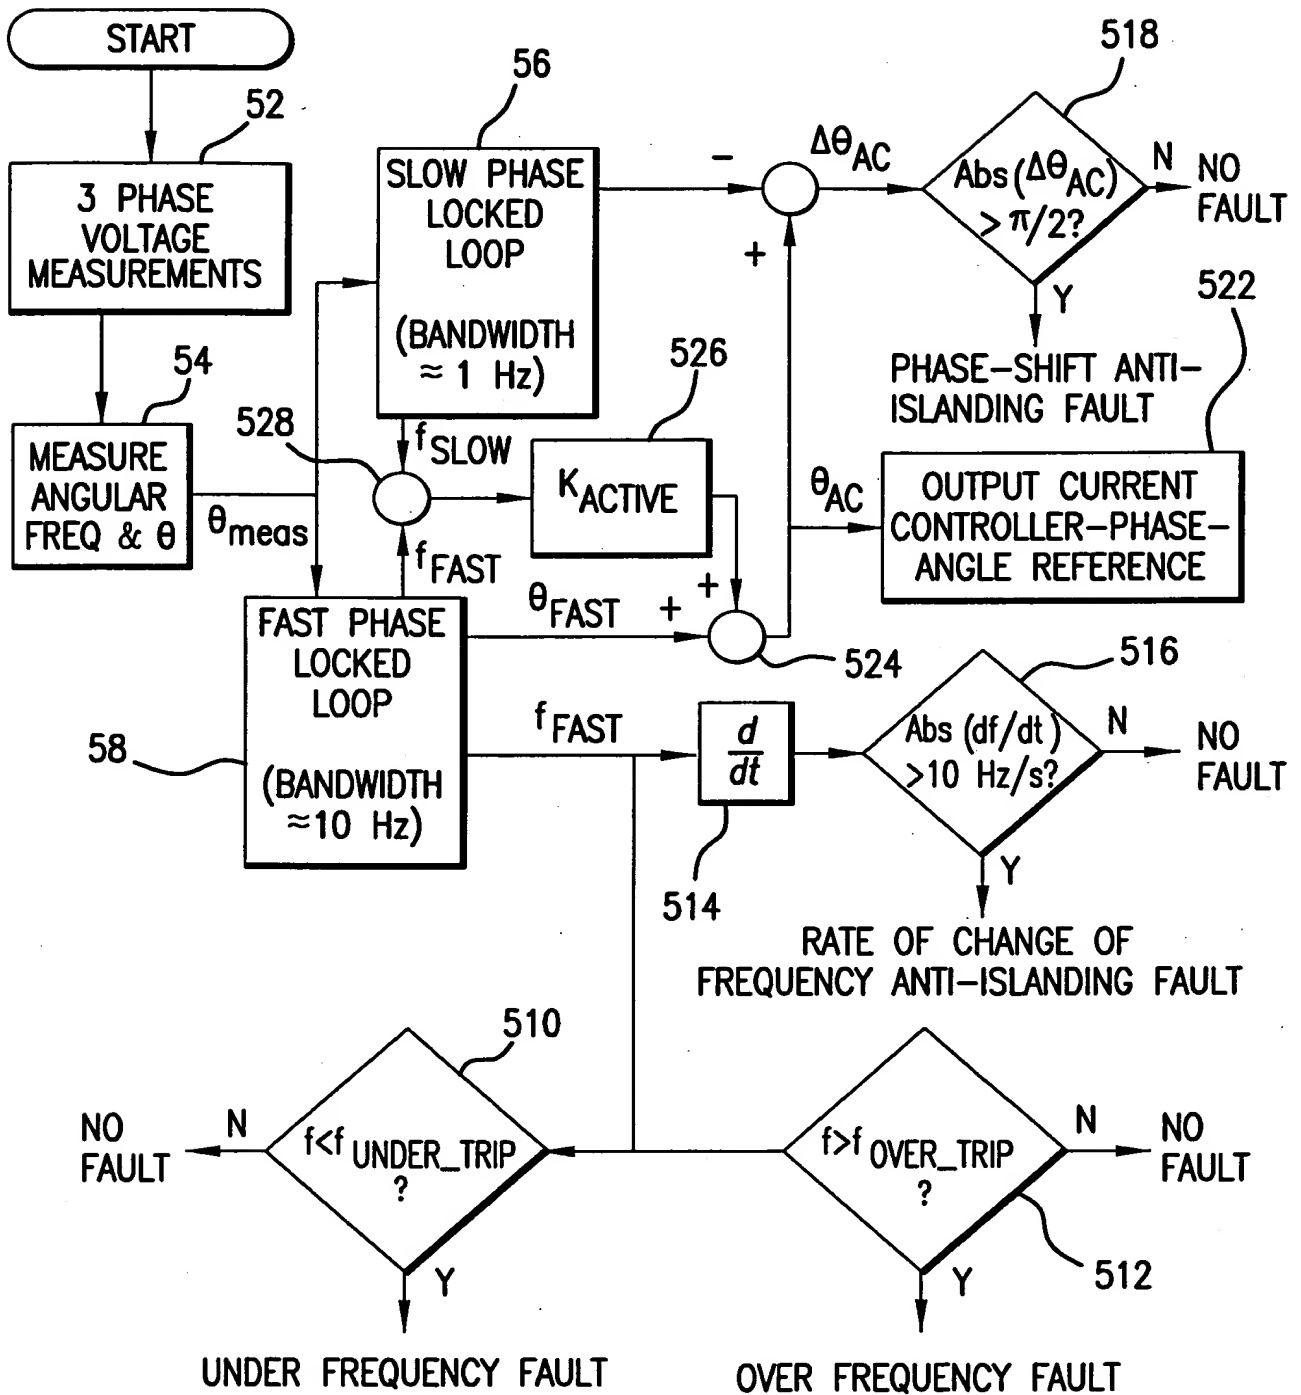 START
52
3 PHASE
VOLTAGE
MEASUREMENTS
54
MEASURE
ANGULAR
FREQ & θ
θmeas
56
SLOW PHASE
LOCKED
LOOP
(BANDWIDTH
≈ 1 Hz)
528
fSLOW
fFAST
526
KACTIVE
FAST PHASE
LOCKED
LOOP
(BANDWIDTH
≈10 Hz)
58
θFAST
+
+
524
fFAST
-
+
ΔθAC
518
Abs(ΔθAC)
>π/2?
N
NO
FAULT
Y
PHASE-SHIFT ANTI-
ISLANDING FAULT
522
θAC
OUTPUT CURRENT
CONTROLLER-PHASE-
ANGLE REFERENCE
d
dt
514
516
Abs (df/dt)
>10 Hz/s?
N
NO
FAULT
Y
RATE OF CHANGE OF
FREQUENCY ANTI-ISLANDING FAULT
510
f<fUNDER_TRIP
?
N
NO
FAULT
Y
UNDER FREQUENCY FAULT
f>fOVER_TRIP
?
N
NO
FAULT
512
Y
OVER FREQUENCY FAULT